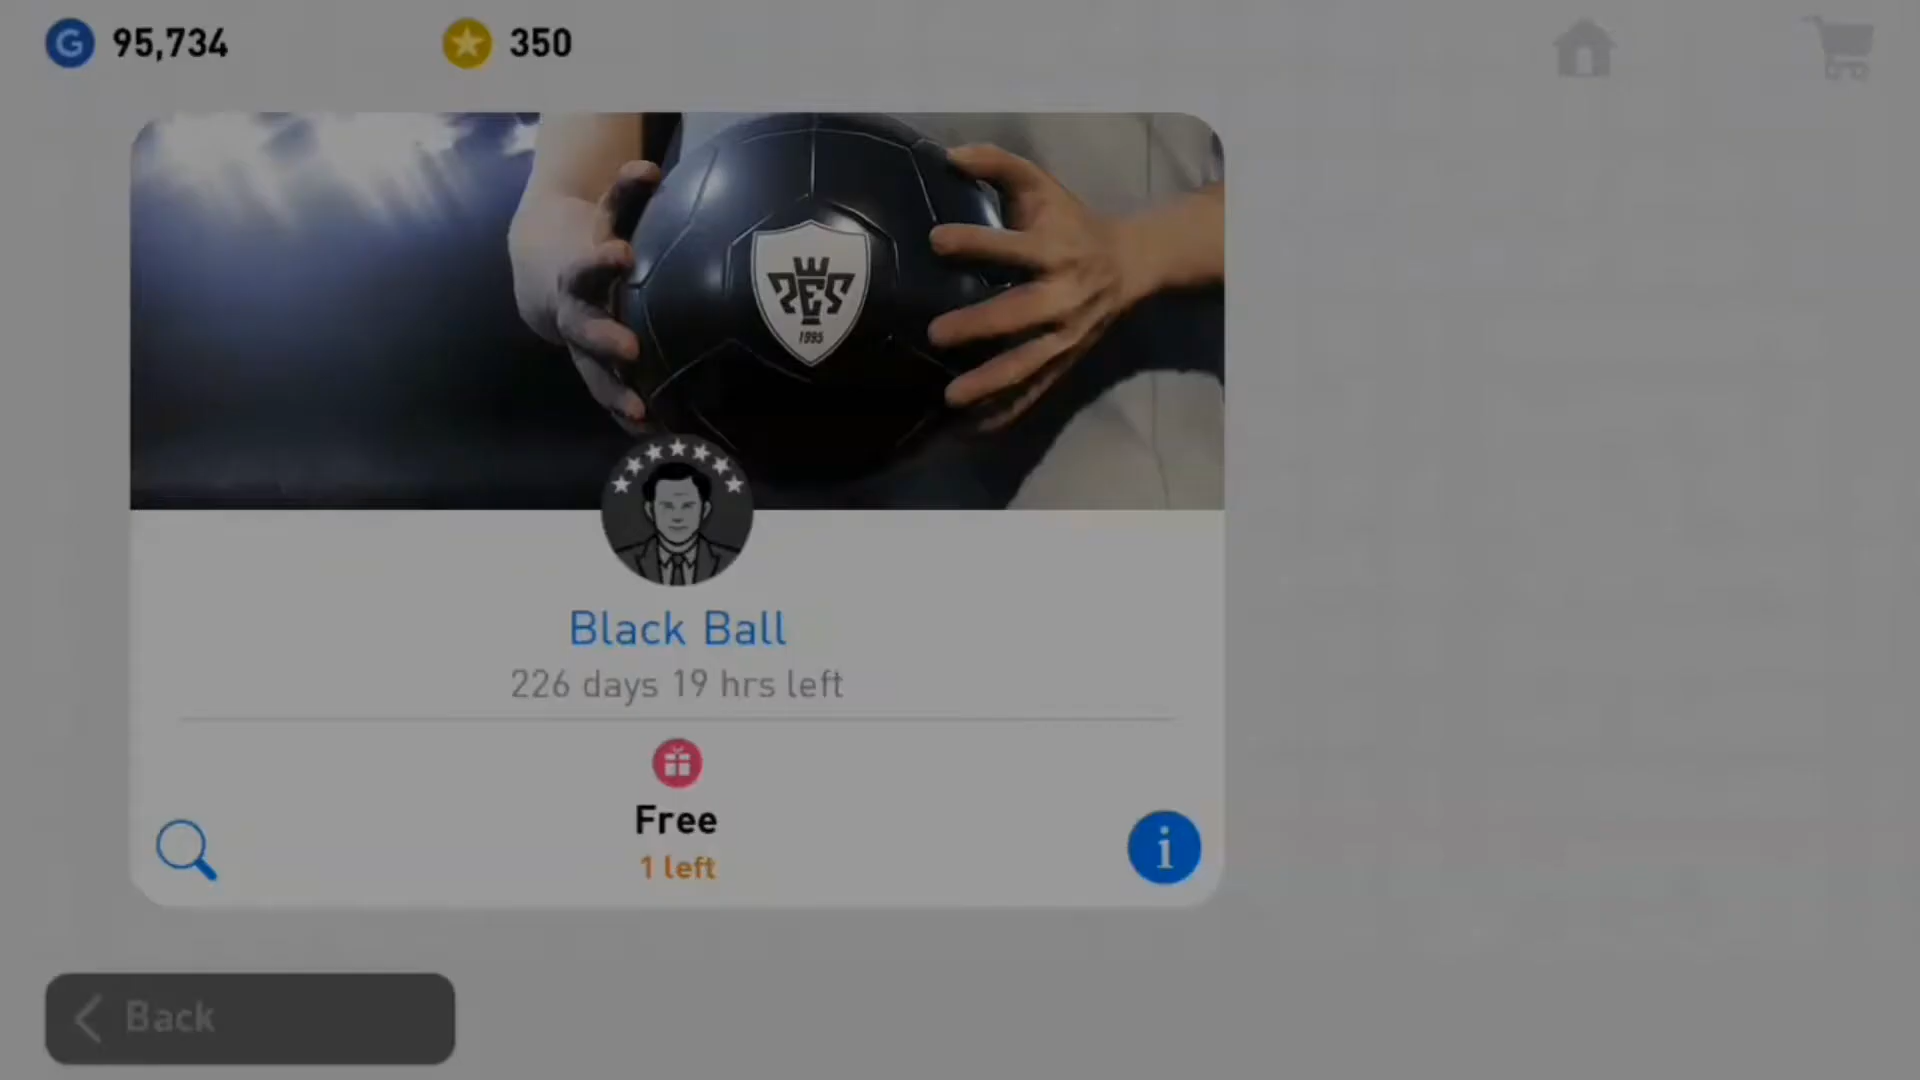 G 95,734
350
PES
1995
Black Ball
226 days 19 hrs left
Free
1 left
i
Back